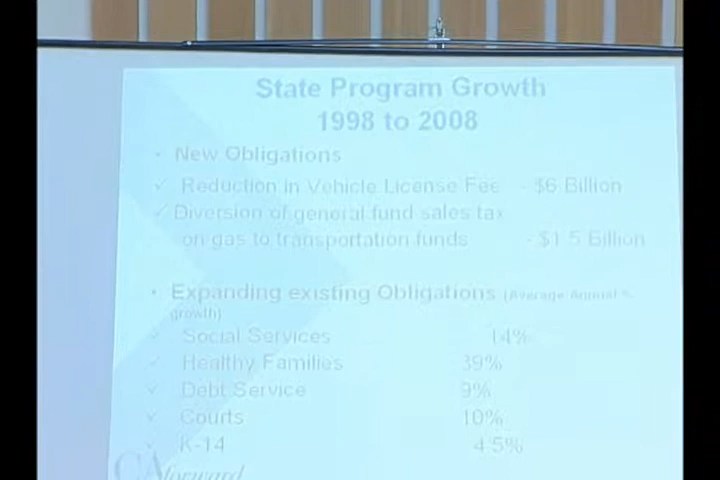 State Program Growth
1998 to 2008
• New Obligations
✓ Reduction in Vehicle License Fee - $6 Billion
✓ Diversion of general fund sales tax
on gas to transportation funds - $1.5 Billion
• Expanding existing Obligations (Average Annual %
growth)
✓ Social Services 14%
✓ Healthy Families 39%
✓ Debt Service 9%
✓ Courts 10%
✓ K-14 4.5%
CAforward